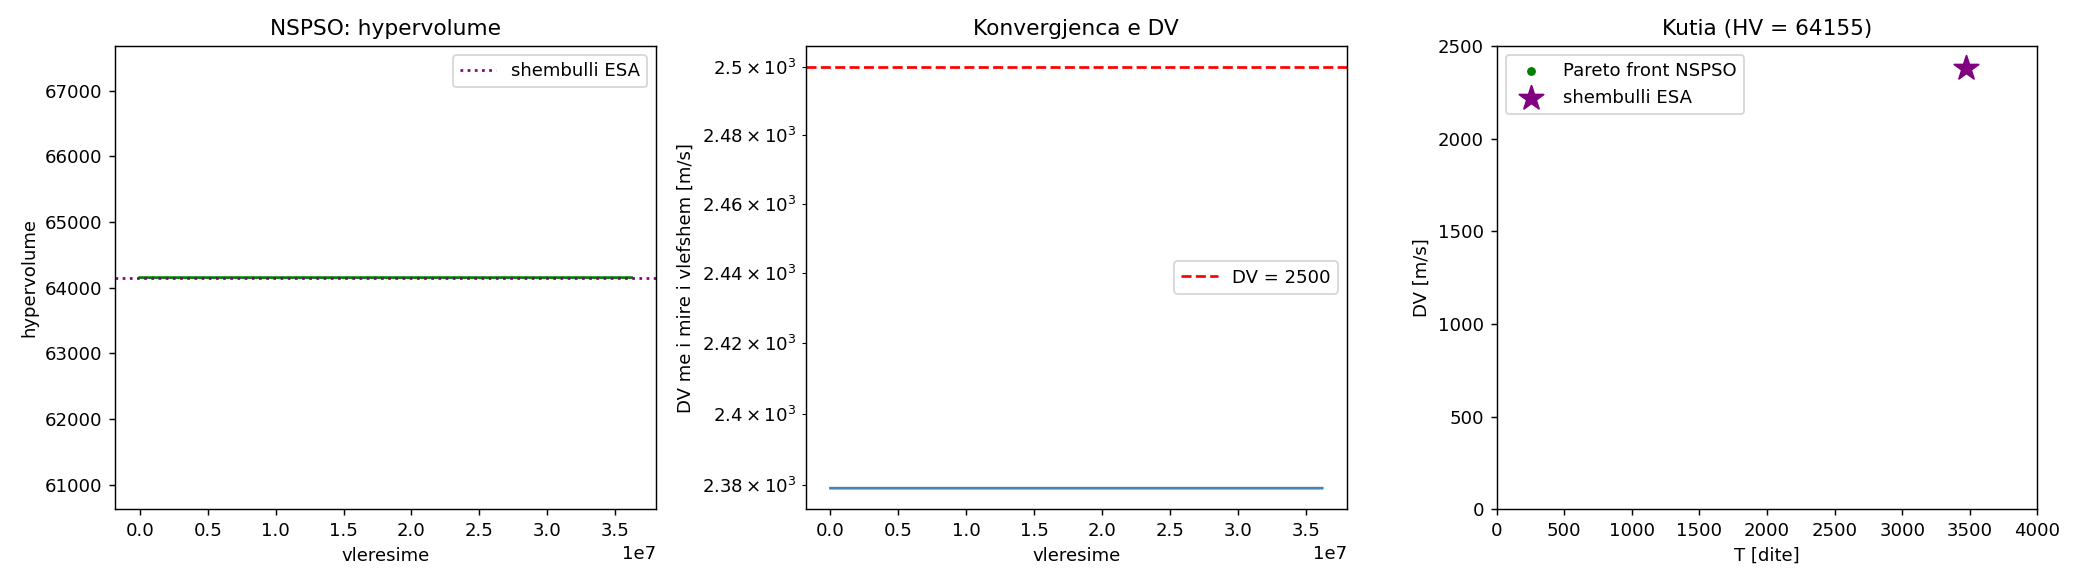 NSPSO: hypervolume
shembulli ESA
67000
66000
65000
64000
63000
62000
61000
hypervolume
0.0 0.5 1.0 1.5 2.0 2.5 3.0 3.5
1e7
vleresime
Konvergjenca e DV
2.5 × 10³
2.48 × 10³
2.46 × 10³
2.44 × 10³
2.42 × 10³
2.4 × 10³
2.38 × 10³
DV me i mire i vlefshem [m/s]
DV = 2500
0.0 0.5 1.0 1.5 2.0 2.5 3.0 3.5
1e7
vleresime
Kutia (HV = 64155)
Pareto front NSPSO
shembulli ESA
2500
2000
1500
1000
500
0
DV [m/s]
0 500 1000 1500 2000 2500 3000 3500 4000
T [dite]